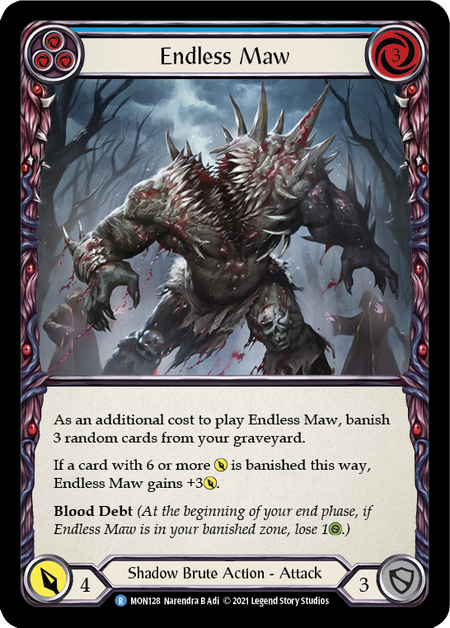 Endless Maw
3
As an additional cost to play Endless Maw, banish
3 random cards from your graveyard.
If a card with 6 or more is banished this way,
Endless Maw gains +3.
Blood Debt (At the beginning of your end phase, if
Endless Maw is in your banished zone, lose 1.)
4
Shadow Brute Action - Attack
3
R MON128 Narendra B Adi © 2021 Legend Story Studios